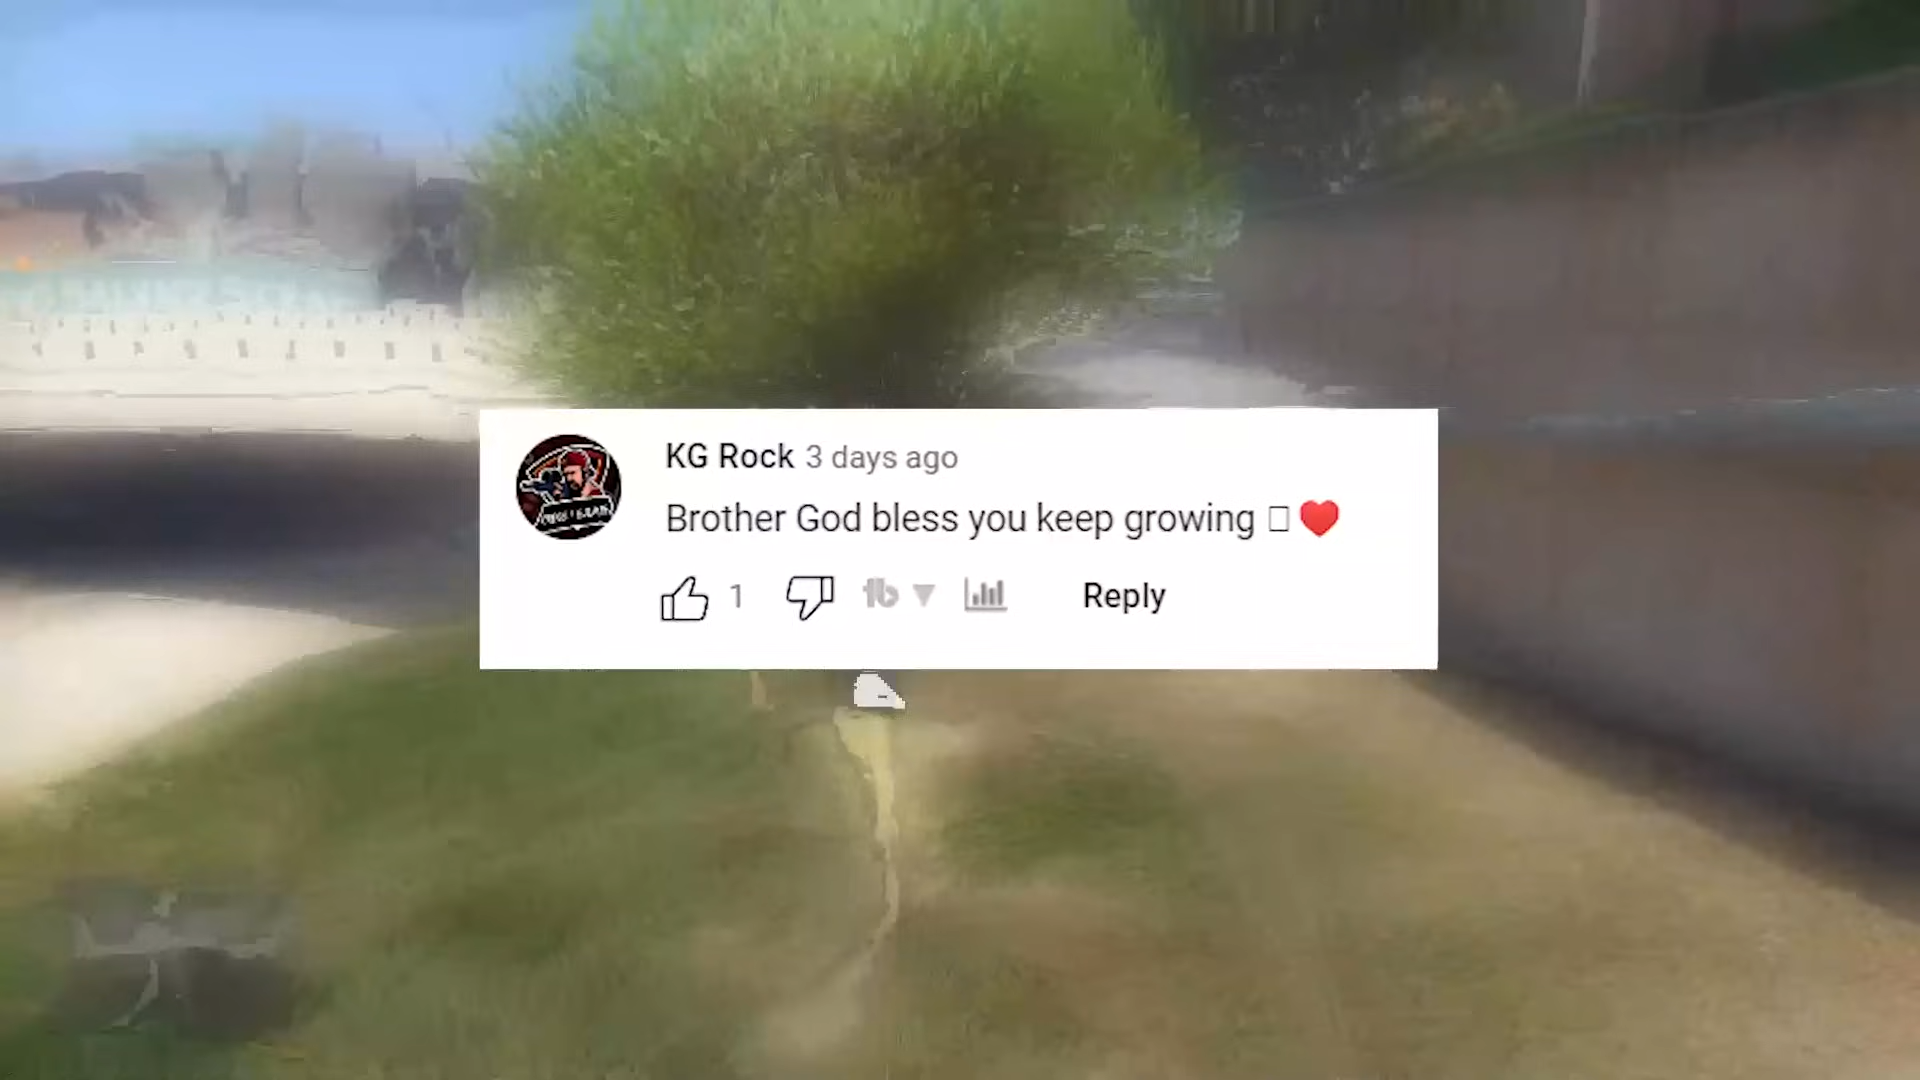 KG Rock 3 days ago
Brother God bless you keep growing ▯❤️
1 Reply